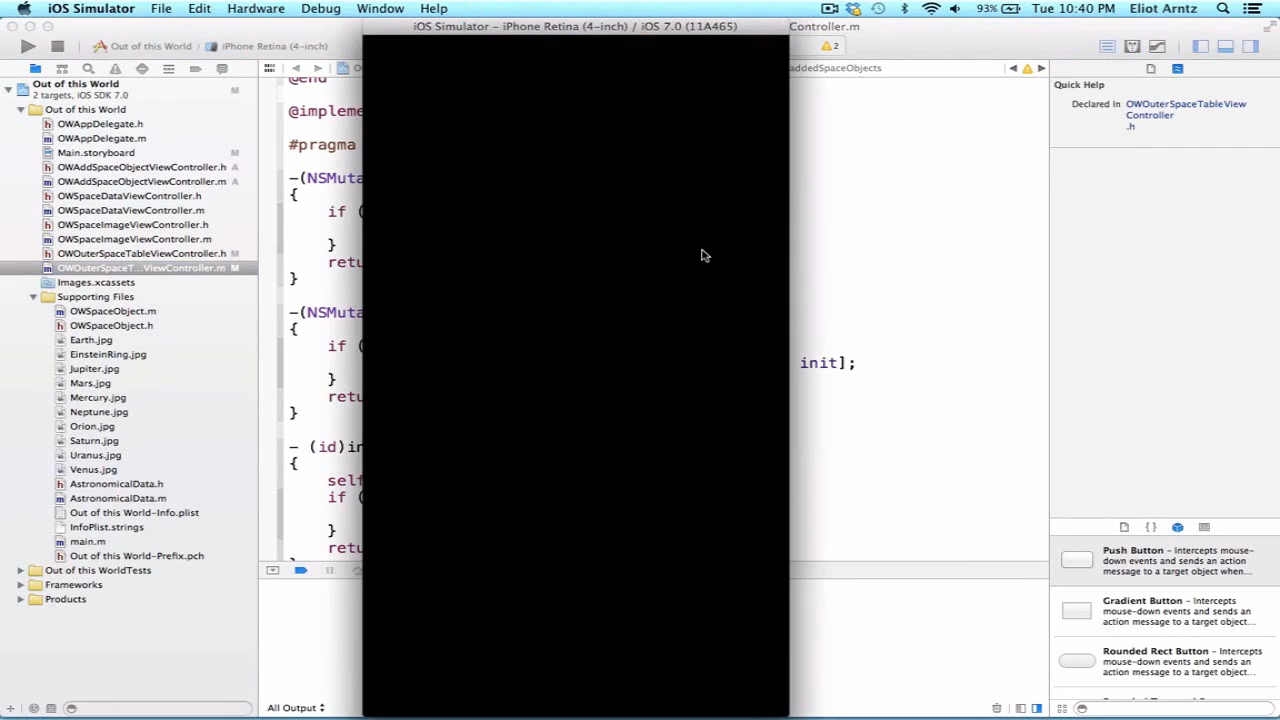 iOS Simulator File Edit Hardware Debug Window Help 93% Tue 10:40 PM Eliot Arntz
iOS Simulator – iPhone Retina (4-inch) / iOS 7.0 (11A465)
Controller.m
Out of this World iPhone Retina (4-inch)
2
addedSpaceObjects
Out of this World
2 targets, iOS SDK 7.0
M
Out of this World
OWAppDelegate.h
OWAppDelegate.m
Main.storyboard M
OWAddSpaceObjectViewController.h A
OWAddSpaceObjectViewController.m A
OWSpaceDataViewController.h
OWSpaceDataViewController.m
OWSpaceImageViewController.h
OWSpaceImageViewController.m
OWOuterSpaceTableViewController.h M
OWOuterSpaceT...ViewController.m M
Images.xcassets
Supporting Files
OWSpaceObject.m
OWSpaceObject.h
Earth.jpg
EinsteinRing.jpg
Jupiter.jpg
Mars.jpg
Mercury.jpg
Neptune.jpg
Orion.jpg
Saturn.jpg
Uranus.jpg
Venus.jpg
AstronomicalData.h
AstronomicalData.m
Out of this World-Info.plist
InfoPlist.strings
main.m
Out of this World-Prefix.pch
Out of this WorldTests
Frameworks
Products
@end
@impleme
#pragma
-(NSMuta
{
if (
}
retu
}
-(NSMuta
{
if (
init];
}
retu
}
- (id)in
{
self
if (
}
retu
All Output
Quick Help
Declared In OWOuterSpaceTableView
Controller
.h
Push Button – Intercepts mouse-
down events and sends an action
message to a target object when...
Gradient Button – Intercepts
mouse-down events and sends an
action message to a target object...
Rounded Rect Button – Intercepts
mouse-down events and sends an
action message to a target object...